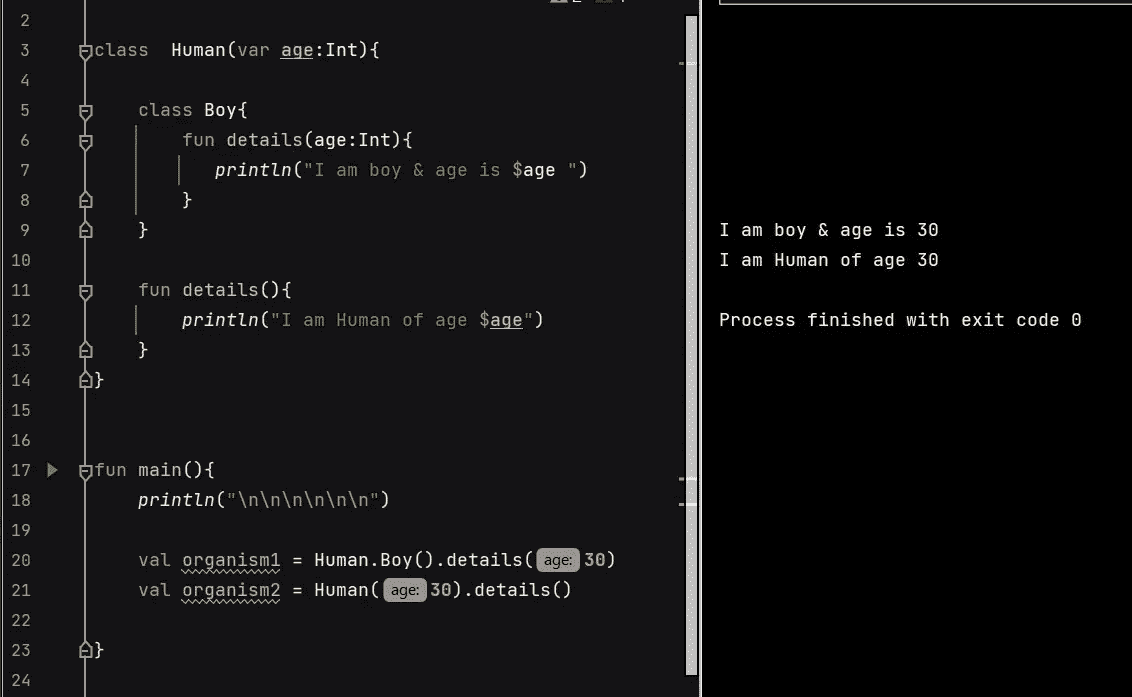 2
3 class  Human(var age:Int){
4
5     class Boy{
6         fun details(age:Int){
7            println("I am boy & age is $age ")
8         }
9     }
10
11     fun details(){
12         println("I am Human of age $age")
13     }
14 }
15
16
17 fun main(){
18     println("\n\n\n\n\n\n")
19
20     val organism1 = Human.Boy().details( age: 30)
21     val organism2 = Human( age: 30).details()
22
23 }
24
I am boy & age is 30
I am Human of age 30
Process finished with exit code 0